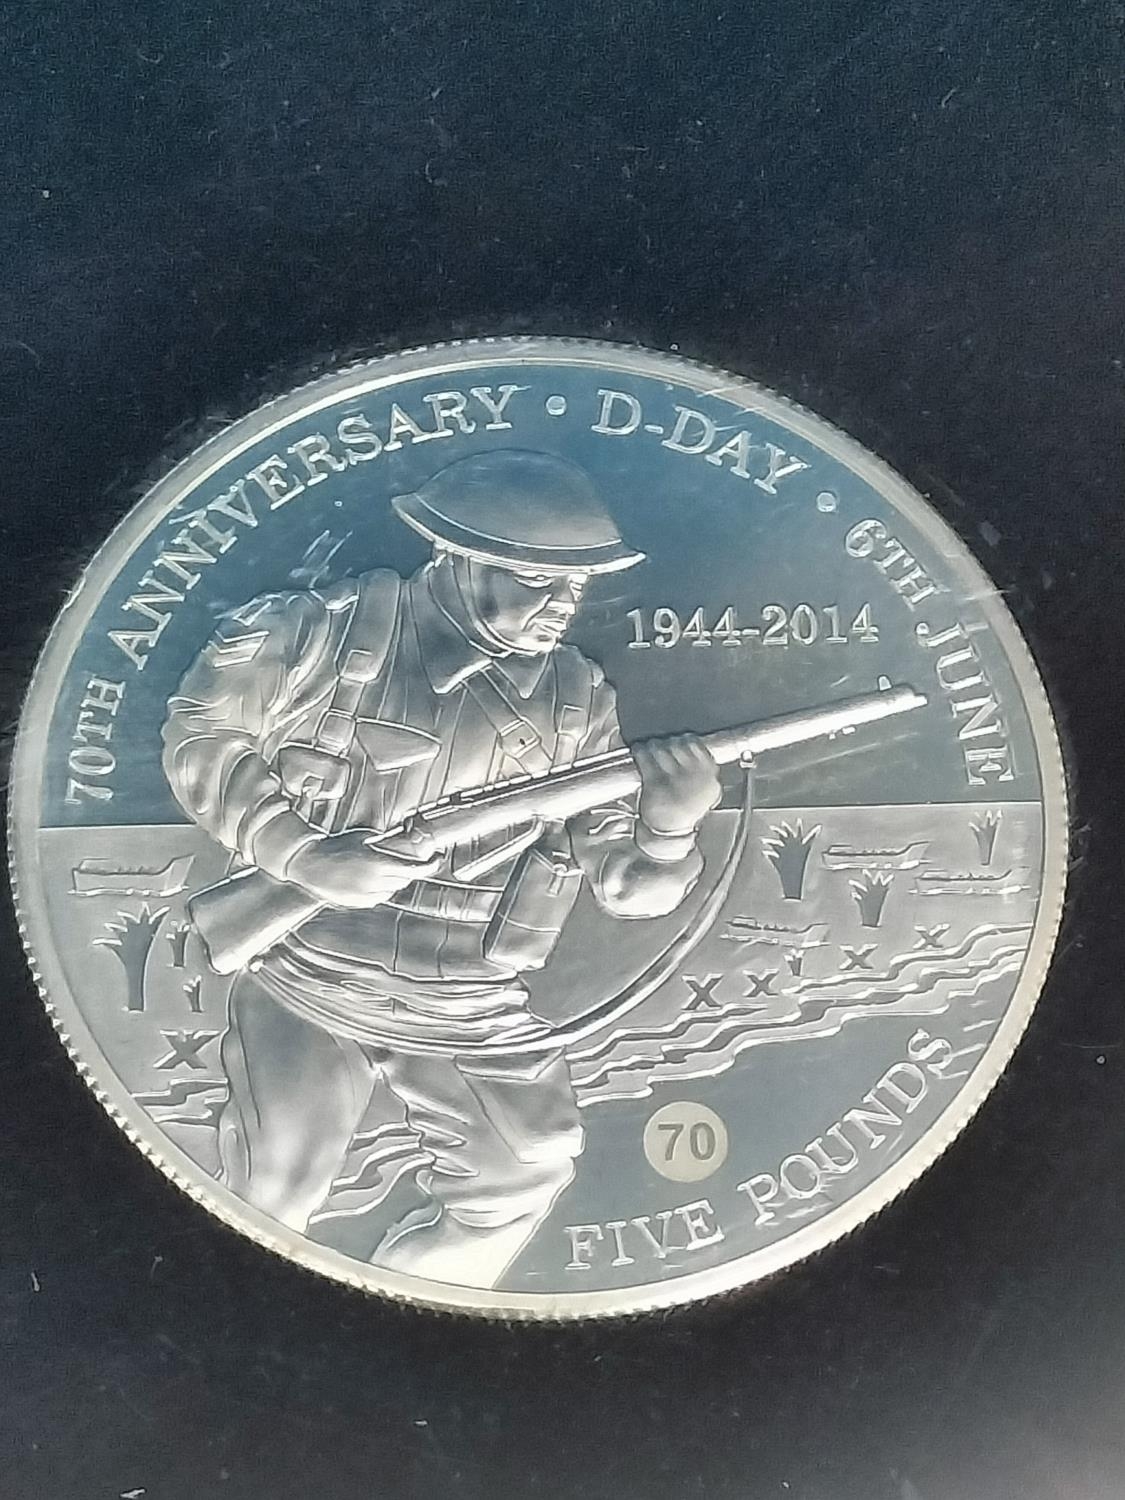 70TH ANNIVERSARY • D-DAY • 6TH JUNE
1944-2014
70
FIVE POUNDS